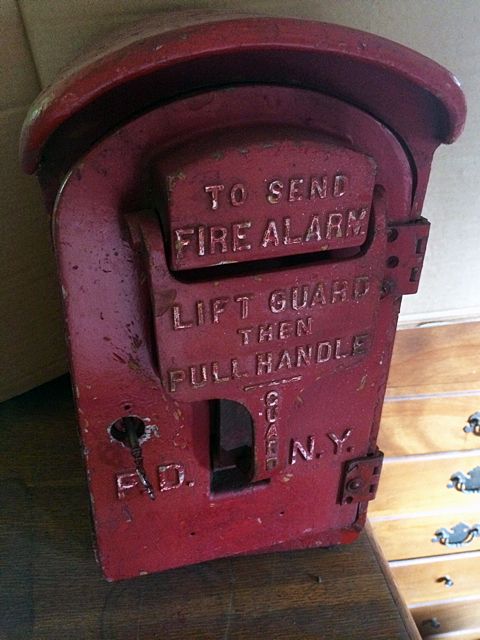 TO SEND
FIRE ALARM
LIFT GUARD
THEN
PULL HANDLE
GUARD
F.D. N.Y.